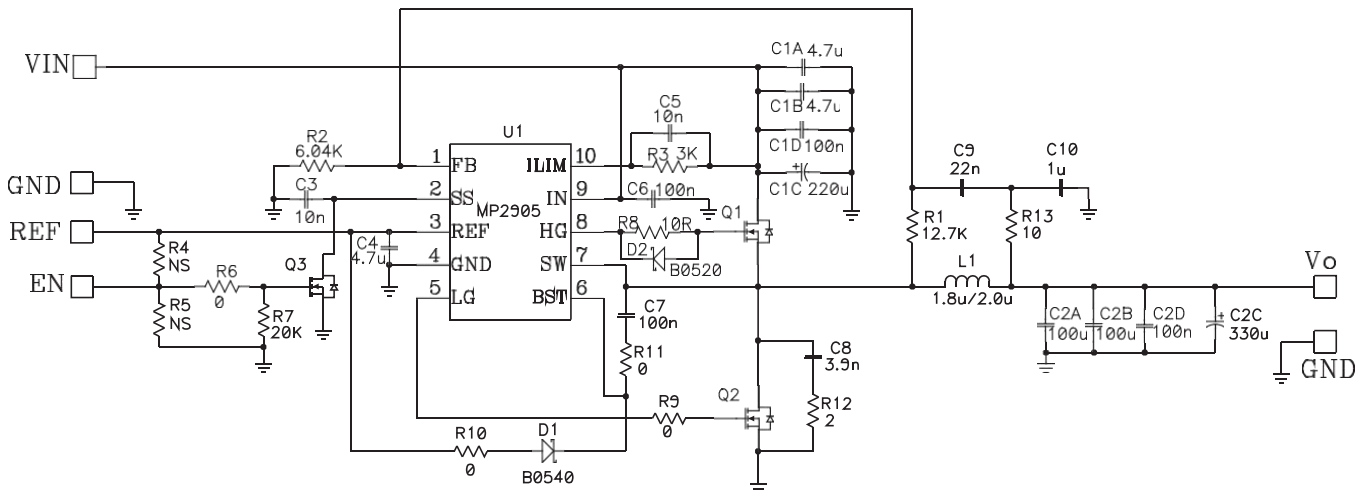 C1A 4.7u
VIN
C5
10n
C1B 4.7u
R2
6.04K
U1
C1D 100n
C9
22n
C10
1u
1 FB
ILIM 10
R3 3K
GND
C3
10n
2 SS
IN 9
C6 100n
C1C 220u
MP2905
REF
3 REF
HG 8
R8 10R
Q1
R1
12.7K
R13
10
R4
NS
C4
4.7u
4 GND
SW 7
D2
B0520
EN
R6
0
Q3
5 LG
BST 6
L1
1.8u/2.0u
Vo
R5
NS
R7
20K
C7
100n
C2A
100u
C2B
100u
C2D
100n
C2C
330u
R11
0
C8
3.9n
GND
Q2
R9
0
R12
2
R10
0
D1
B0540